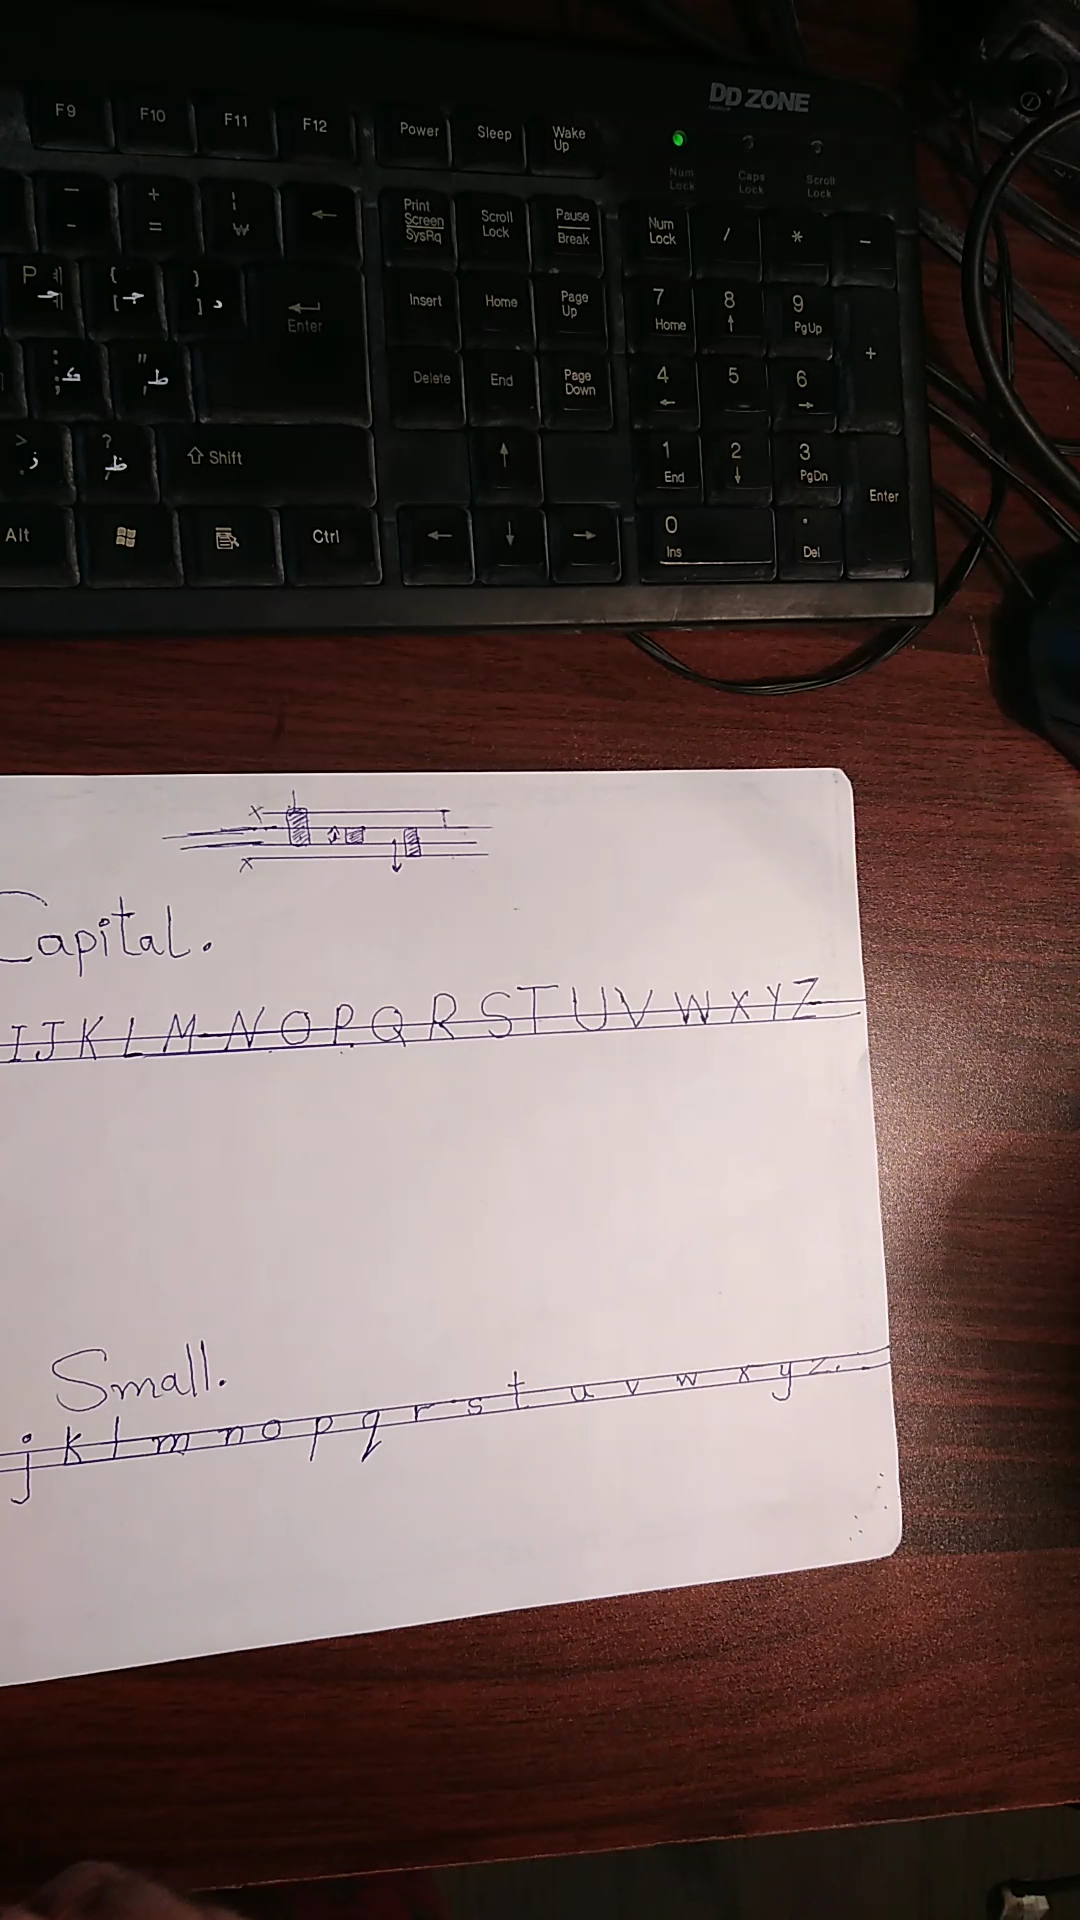 DD ZONE
F9 F10 F11 F12 Power Sleep Wake Up
Num Lock Caps Lock Scroll Lock
— - + = ¦ ₩ ← Print Screen SysRq Scroll Lock Pause Break Num Lock / * -
P ㅔ ㅖ { [ } ] د Enter Insert Home Page Up 7 Home 8 ↑ 9 PgUp +
: ; ك " ' ط Delete End Page Down 4 ← 5 6 →
> . ز ? / ظ ⇧ Shift ↑ 1 End 2 ↓ 3 PgDn Enter
Alt Ctrl ← ↓ → 0 Ins . Del
x
x
Capital.
I J K L M N O P Q R S T U V W X Y Z
Small.
j k l m n o p q r s t u v w x y z.